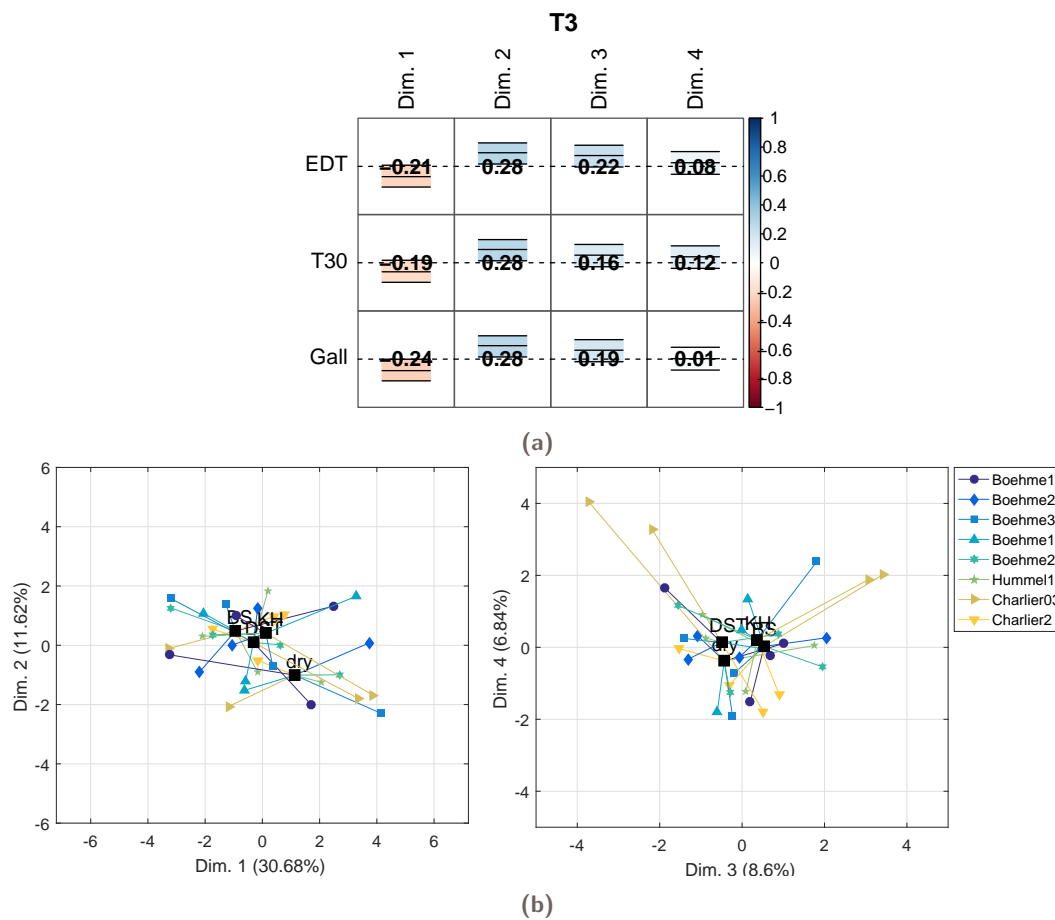 T3
Dim. 1
Dim. 2
Dim. 3
Dim. 4
EDT
-0.21
0.28
0.22
0.08
T30
-0.19
0.28
0.16
0.12
Gall
-0.24
0.28
0.19
0.01
1
0.8
0.6
0.4
0.2
0
-0.2
-0.4
-0.6
-0.8
-1
(a)
6
4
2
0
-2
-4
-6
-6
-4
-2
0
2
4
6
Dim. 2 (11.62%)
Dim. 1 (30.68%)
DS
KH
DST
dry
4
2
0
-2
-4
-4
-2
0
2
4
Dim. 4 (6.84%)
Dim. 3 (8.6%)
DST
KH
DS
dry
Boehme1
Boehme2
Boehme3
Boehme1
Boehme2
Hummel1
Charlier03
Charlier2
(b)